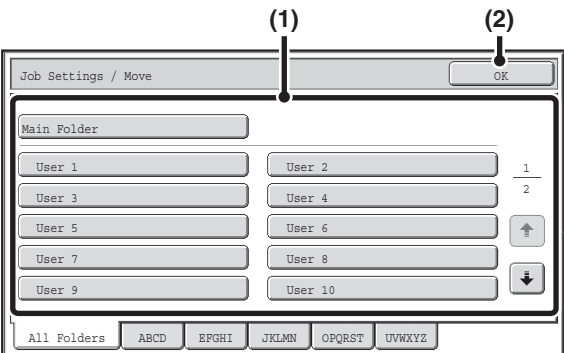 (1) (2)
Job Settings / Move OK
Main Folder
User 1 User 2
1
2
User 3 User 4
User 5 User 6
User 7 User 8
User 9 User 10
All Folders ABCD EFGHI JKLMN OPQRST UVWXYZ